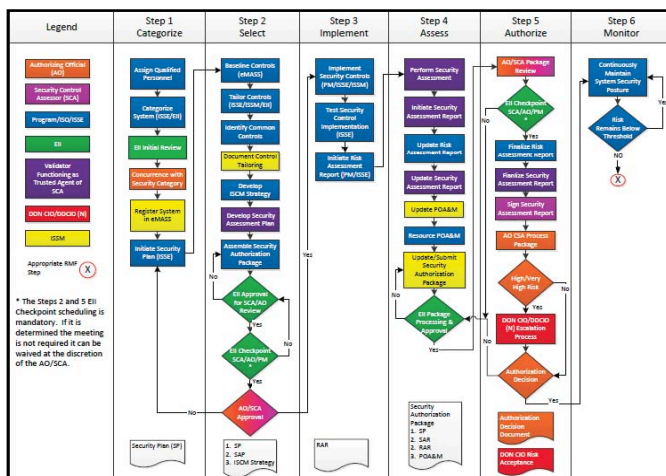 Legend
Authorizing Official
(AO)
Security Control
Assessor (SCA)
Program/ISO/ISSE
EII
Validator
Functioning as
Trusted Agent of
SCA
DON CIO/DDCIO (N)
ISSM
Appropriate RMF
Step
X
* The Steps 2 and 5 EII
Checkpoint scheduling is
mandatory. If it is
determined the meeting
is not required it can be
waived at the discretion
of the AO/SCA.
Step 1
Categorize
Assign Qualified
Personnel
Categorize
System (ISSE/EII)
EII Initial Review
Concurrence with
Security Category
Register System
in eMASS
Initiate Security
Plan (ISSE)
No
Security Plan (SP)
Step 2
Select
Baseline Controls
(eMASS)
Tailor Controls
(ISSE/ISSM/EII)
Identify Common
Controls
Document Control
Tailoring
Develop
ISCM Strategy
Develop Security
Assessment Plan
Assemble Security
Authorization
Package
No
EII Approval
for SCA/AO
Review
Yes
EII Checkpoint
SCA/AO/PM
*
No
Yes
AO/SCA
Approval
1. SP
2. SAP
3. ISCM Strategy
Step 3
Implement
Implement
Security Controls
(PM/ISSE/ISSM)
Test Security
Control
Implementation
(ISSE)
Initiate Risk
Assessment
Report (PM/ISSE)
Yes
RAR
Step 4
Assess
Perform Security
Assessment
Initiate Security
Assessment Report
Update Risk
Assessment Report
Update Security
Assessment Report
Update POA&M
Resource POA&M
Update/Submit
Security
Authorization
Package
No
EII Package
Processing &
Approval
Yes
Security
Authorization
Package
1. SP
2. SAR
3. RAR
3. POA&M
Step 5
Authorize
AO/SCA Package
Review
EII Checkpoint
SCA/AO/PM
*
No
Yes
Finalize Risk
Assessment Report
Fianlize Security
Assessment Report
Sign Security
Assessment Report
AO CSA Process
Package
High/Very
High Risk
No
Yes
DON CIO/DDCIO
(N) Escalation
Process
Authorization
Decision
No
Yes
Authorization
Decision
Document
DON CIO Risk
Acceptance
Step 6
Monitor
Continuously
Maintain
System Security
Posture
Yes
Risk
Remains Below
Threshold
NO
X